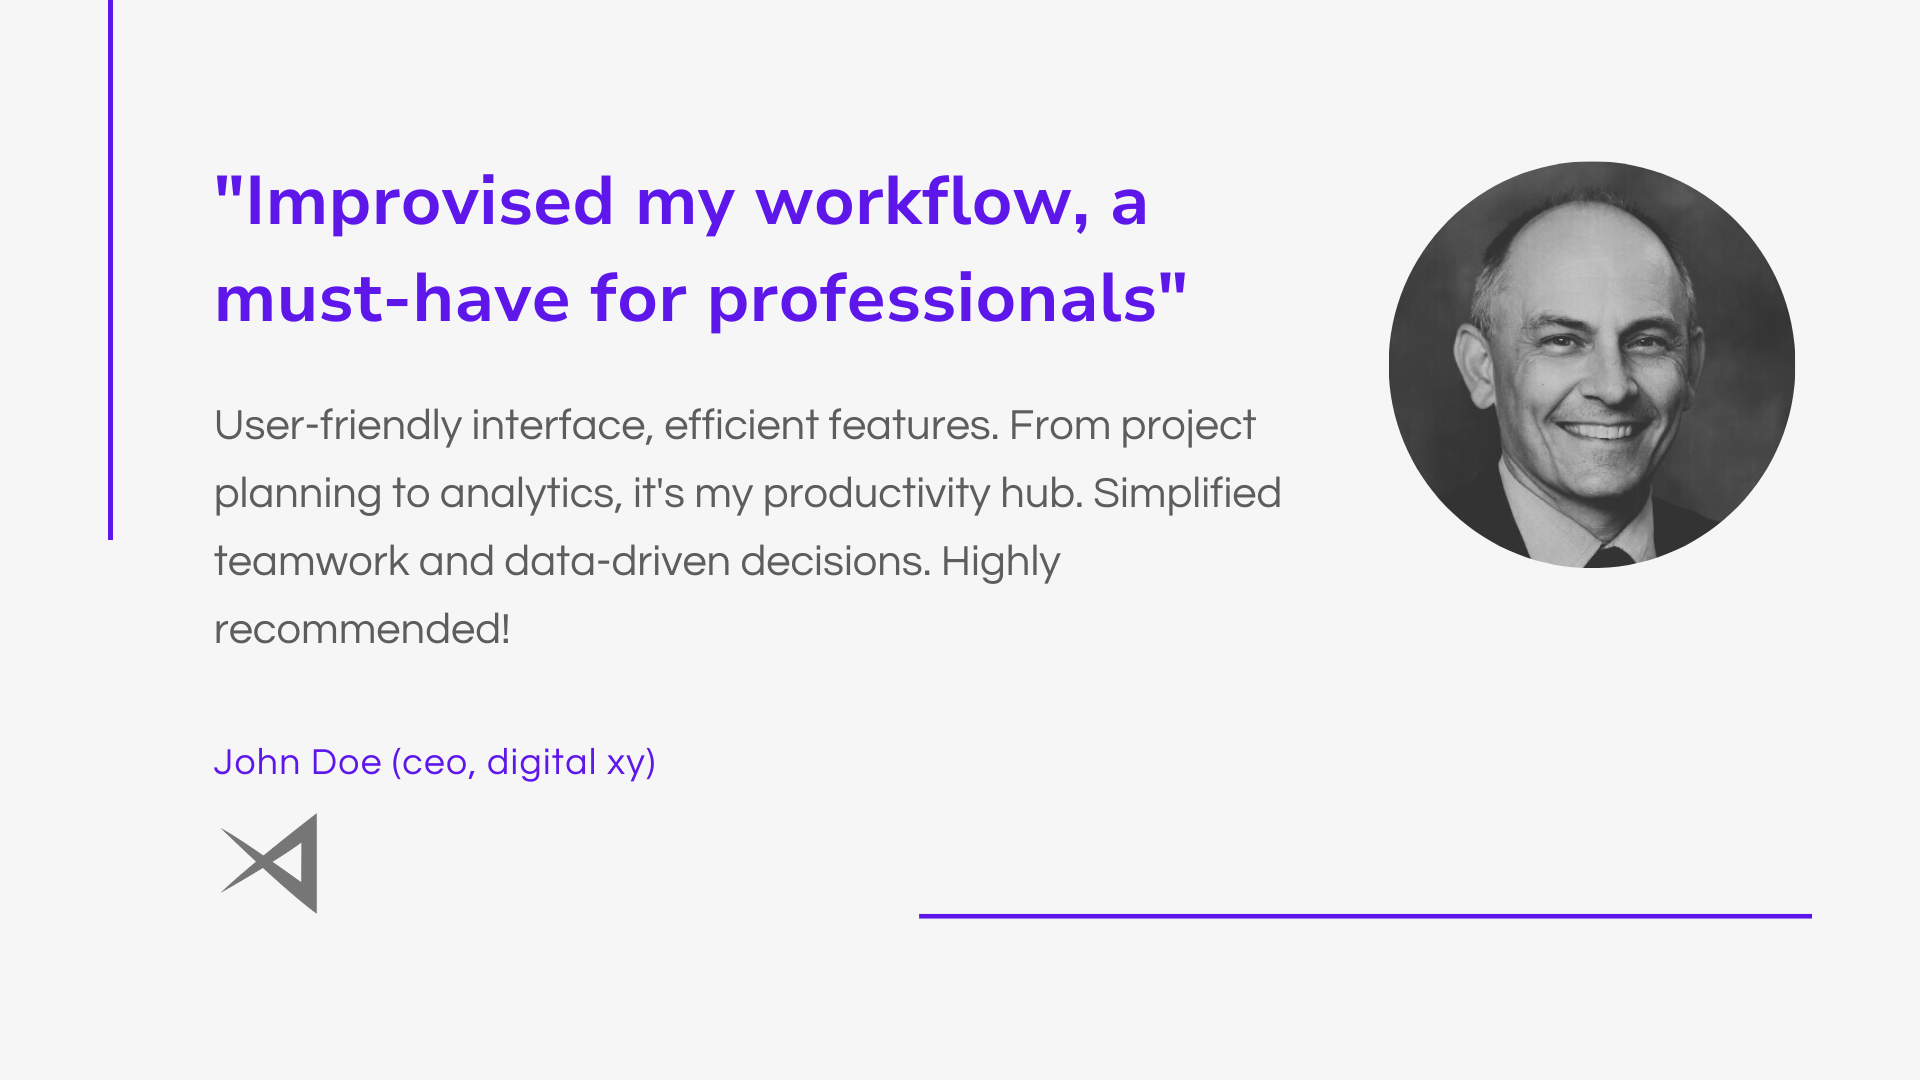 "Improvised my workflow, a
must-have for professionals"
User-friendly interface, efficient features. From project
planning to analytics, it's my productivity hub. Simplified
teamwork and data-driven decisions. Highly
recommended!
John Doe (ceo, digital xy)